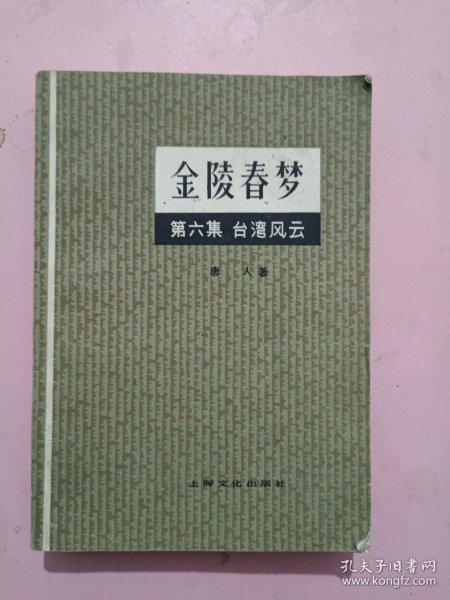 金陵春梦
第六集 台湾风云
唐 人著
上海文化出版社
孔夫子旧书网
www.kongfz.com